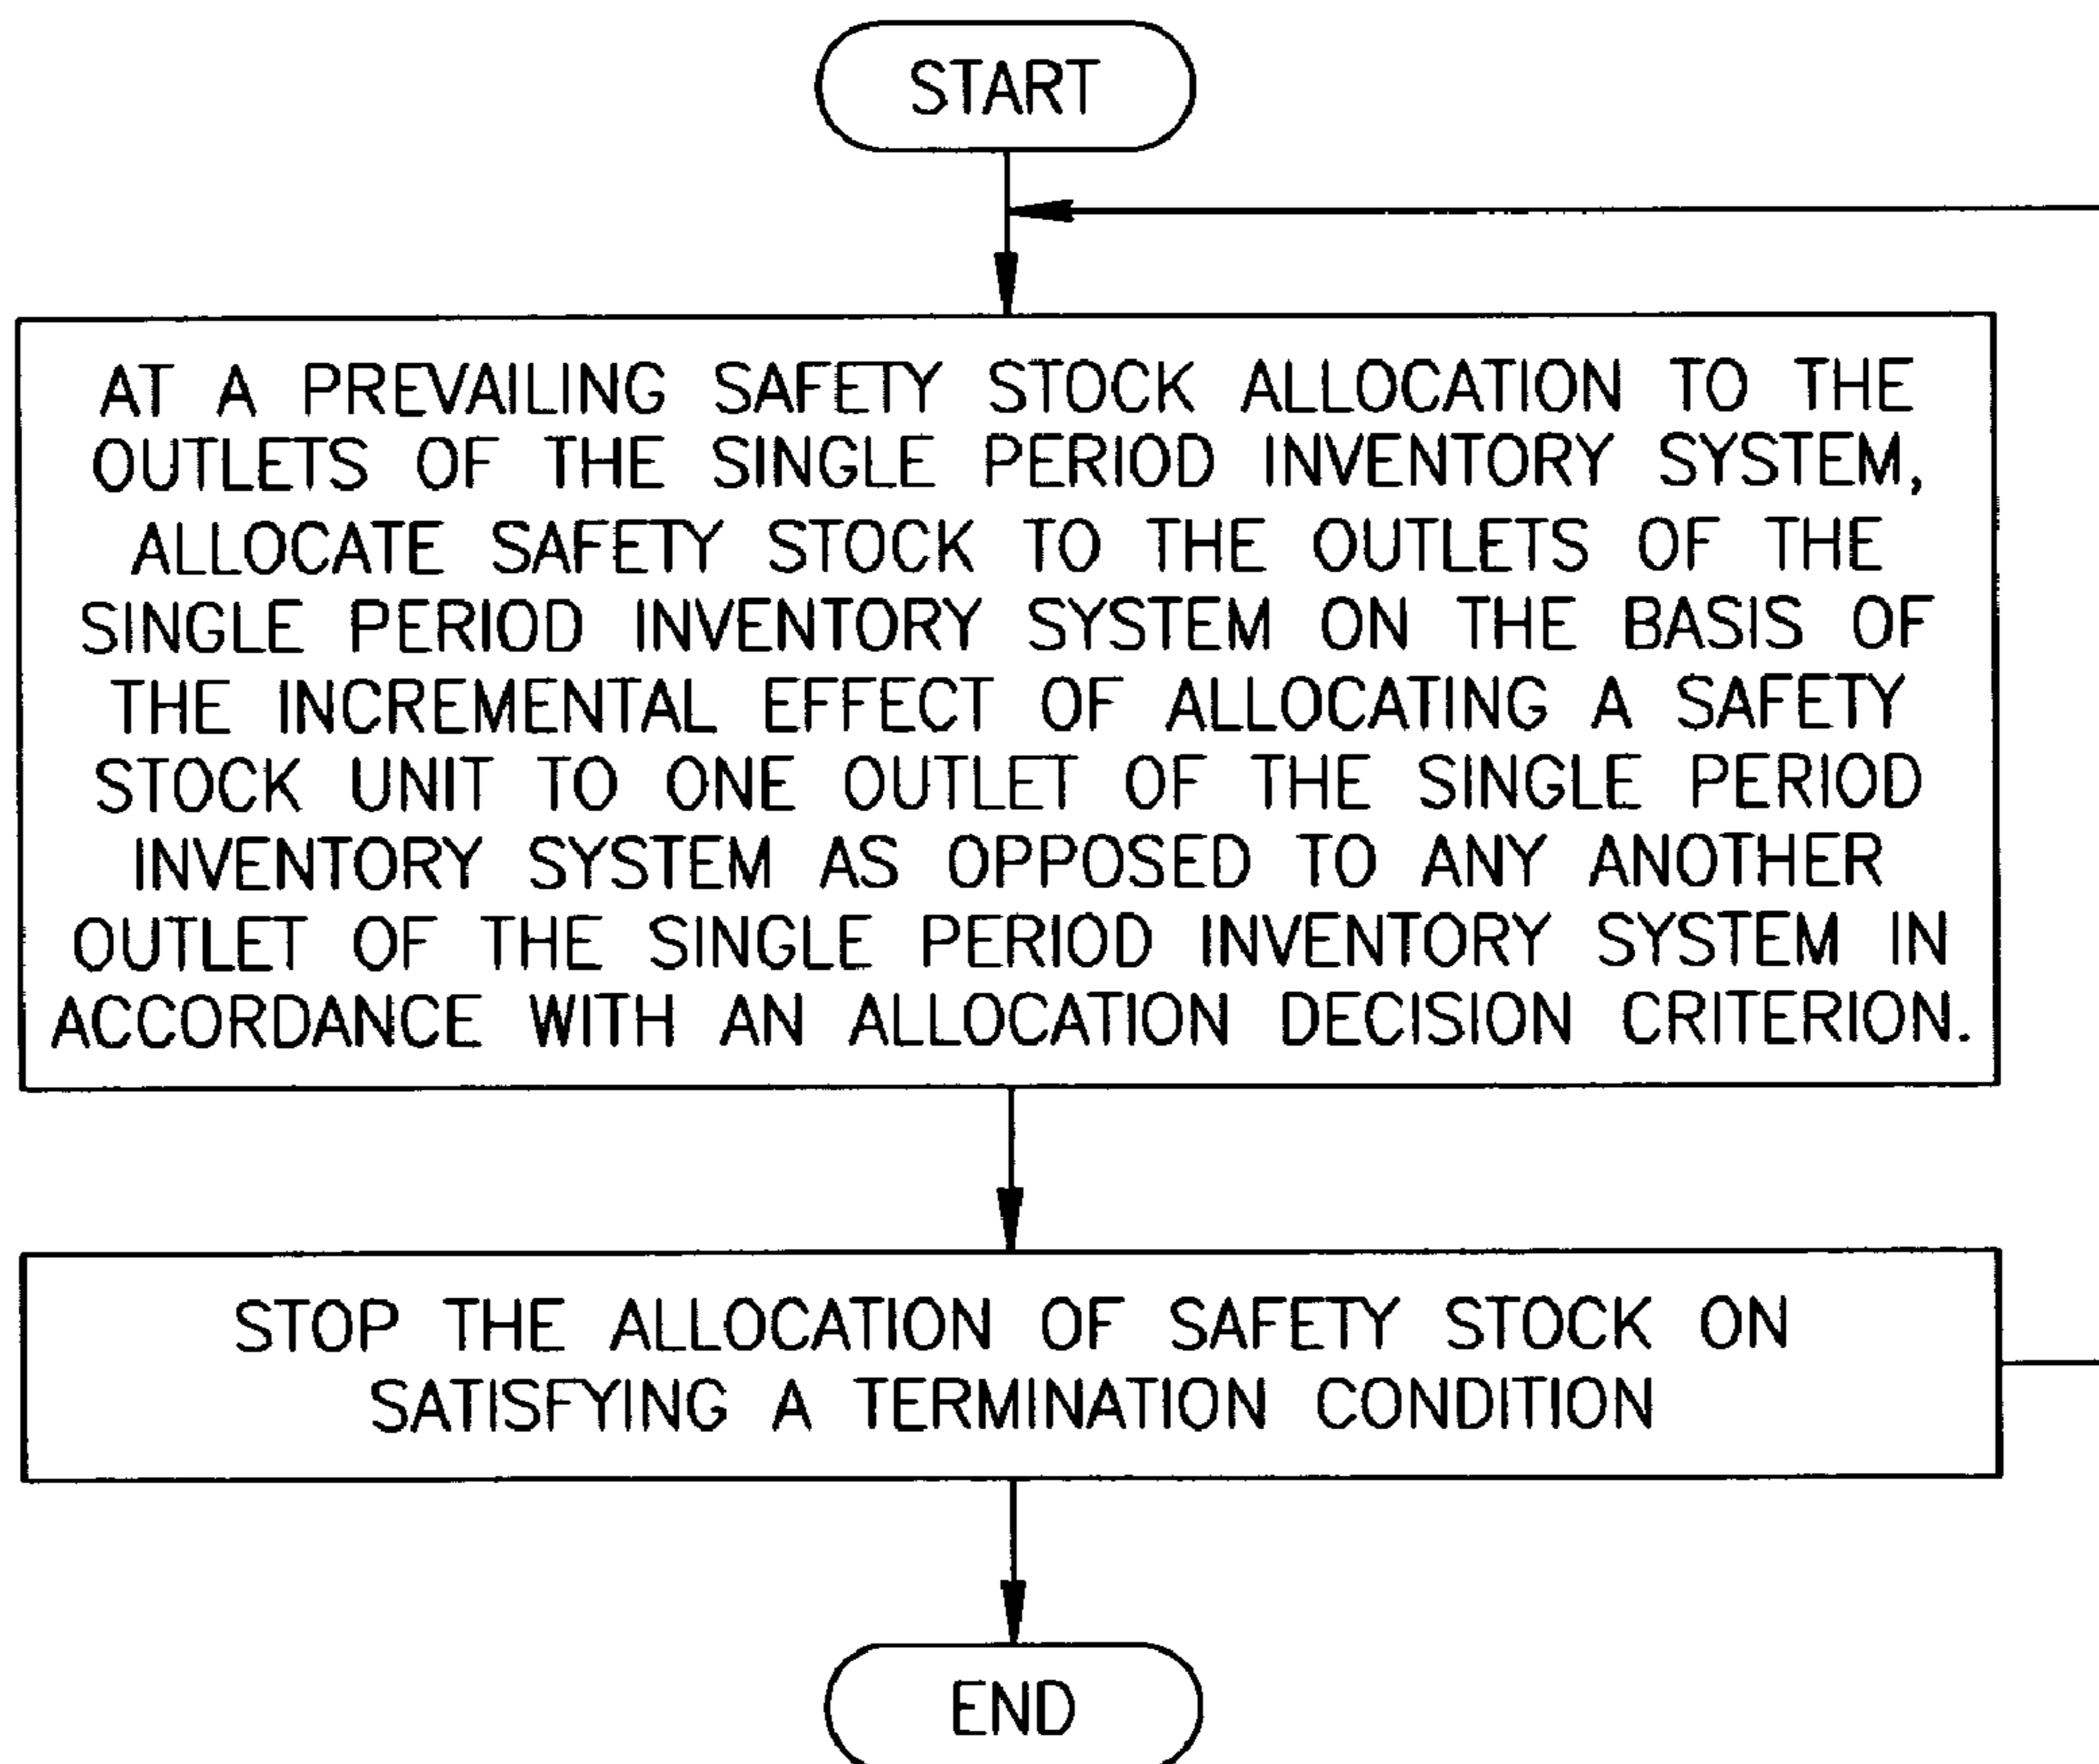 START
AT A PREVAILING SAFETY STOCK ALLOCATION TO THE
OUTLETS OF THE SINGLE PERIOD INVENTORY SYSTEM,
ALLOCATE SAFETY STOCK TO THE OUTLETS OF THE
SINGLE PERIOD INVENTORY SYSTEM ON THE BASIS OF
THE INCREMENTAL EFFECT OF ALLOCATING A SAFETY
STOCK UNIT TO ONE OUTLET OF THE SINGLE PERIOD
INVENTORY SYSTEM AS OPPOSED TO ANY ANOTHER
OUTLET OF THE SINGLE PERIOD INVENTORY SYSTEM IN
ACCORDANCE WITH AN ALLOCATION DECISION CRITERION.
STOP THE ALLOCATION OF SAFETY STOCK ON
SATISFYING A TERMINATION CONDITION
END